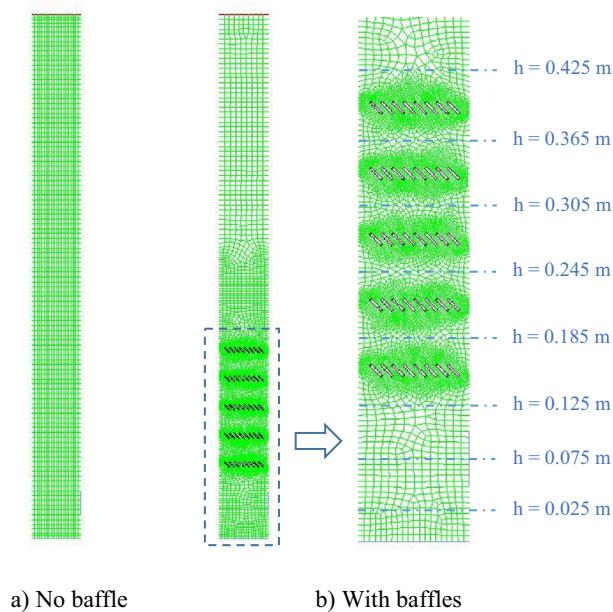 h = 0.425 m
h = 0.365 m
h = 0.305 m
h = 0.245 m
h = 0.185 m
h = 0.125 m
h = 0.075 m
h = 0.025 m
a) No baffle
b) With baffles